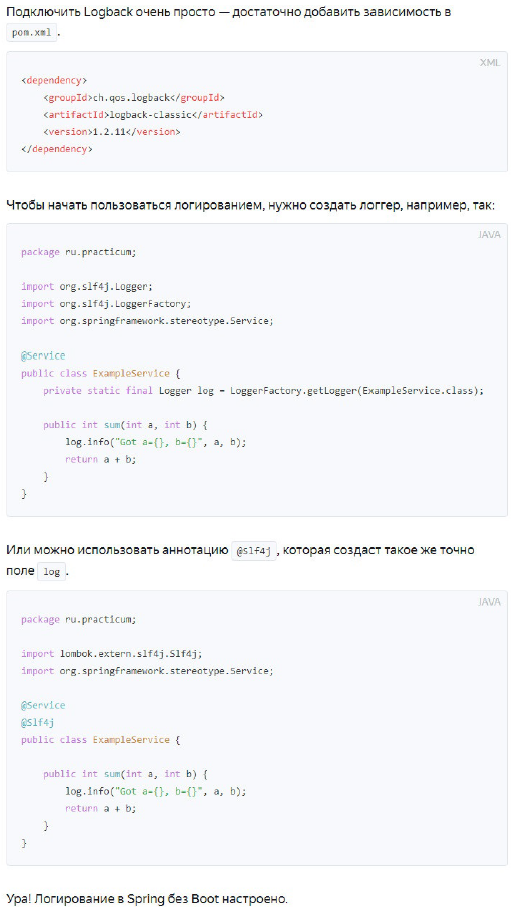 Подключить Logback очень просто — достаточно добавить зависимость в
pom.xml .
XML
<dependency>
    <groupId>ch.qos.logback</groupId>
    <artifactId>logback-classic</artifactId>
    <version>1.2.11</version>
</dependency>
Чтобы начать пользоваться логированием, нужно создать логгер, например, так:
JAVA
package ru.practicum;

import org.slf4j.Logger;
import org.slf4j.LoggerFactory;
import org.springframework.stereotype.Service;

@Service
public class ExampleService {
    private static final Logger log = LoggerFactory.getLogger(ExampleService.class);

    public int sum(int a, int b) {
        log.info("Got a={}, b={}", a, b);
        return a + b;
    }
}
Или можно использовать аннотацию @Slf4j , которая создаст такое же точно
поле log .
JAVA
package ru.practicum;

import lombok.extern.slf4j.Slf4j;
import org.springframework.stereotype.Service;

@Service
@Slf4j
public class ExampleService {

    public int sum(int a, int b) {
        log.info("Got a={}, b={}", a, b);
        return a + b;
    }
}
Ура! Логирование в Spring без Boot настроено.